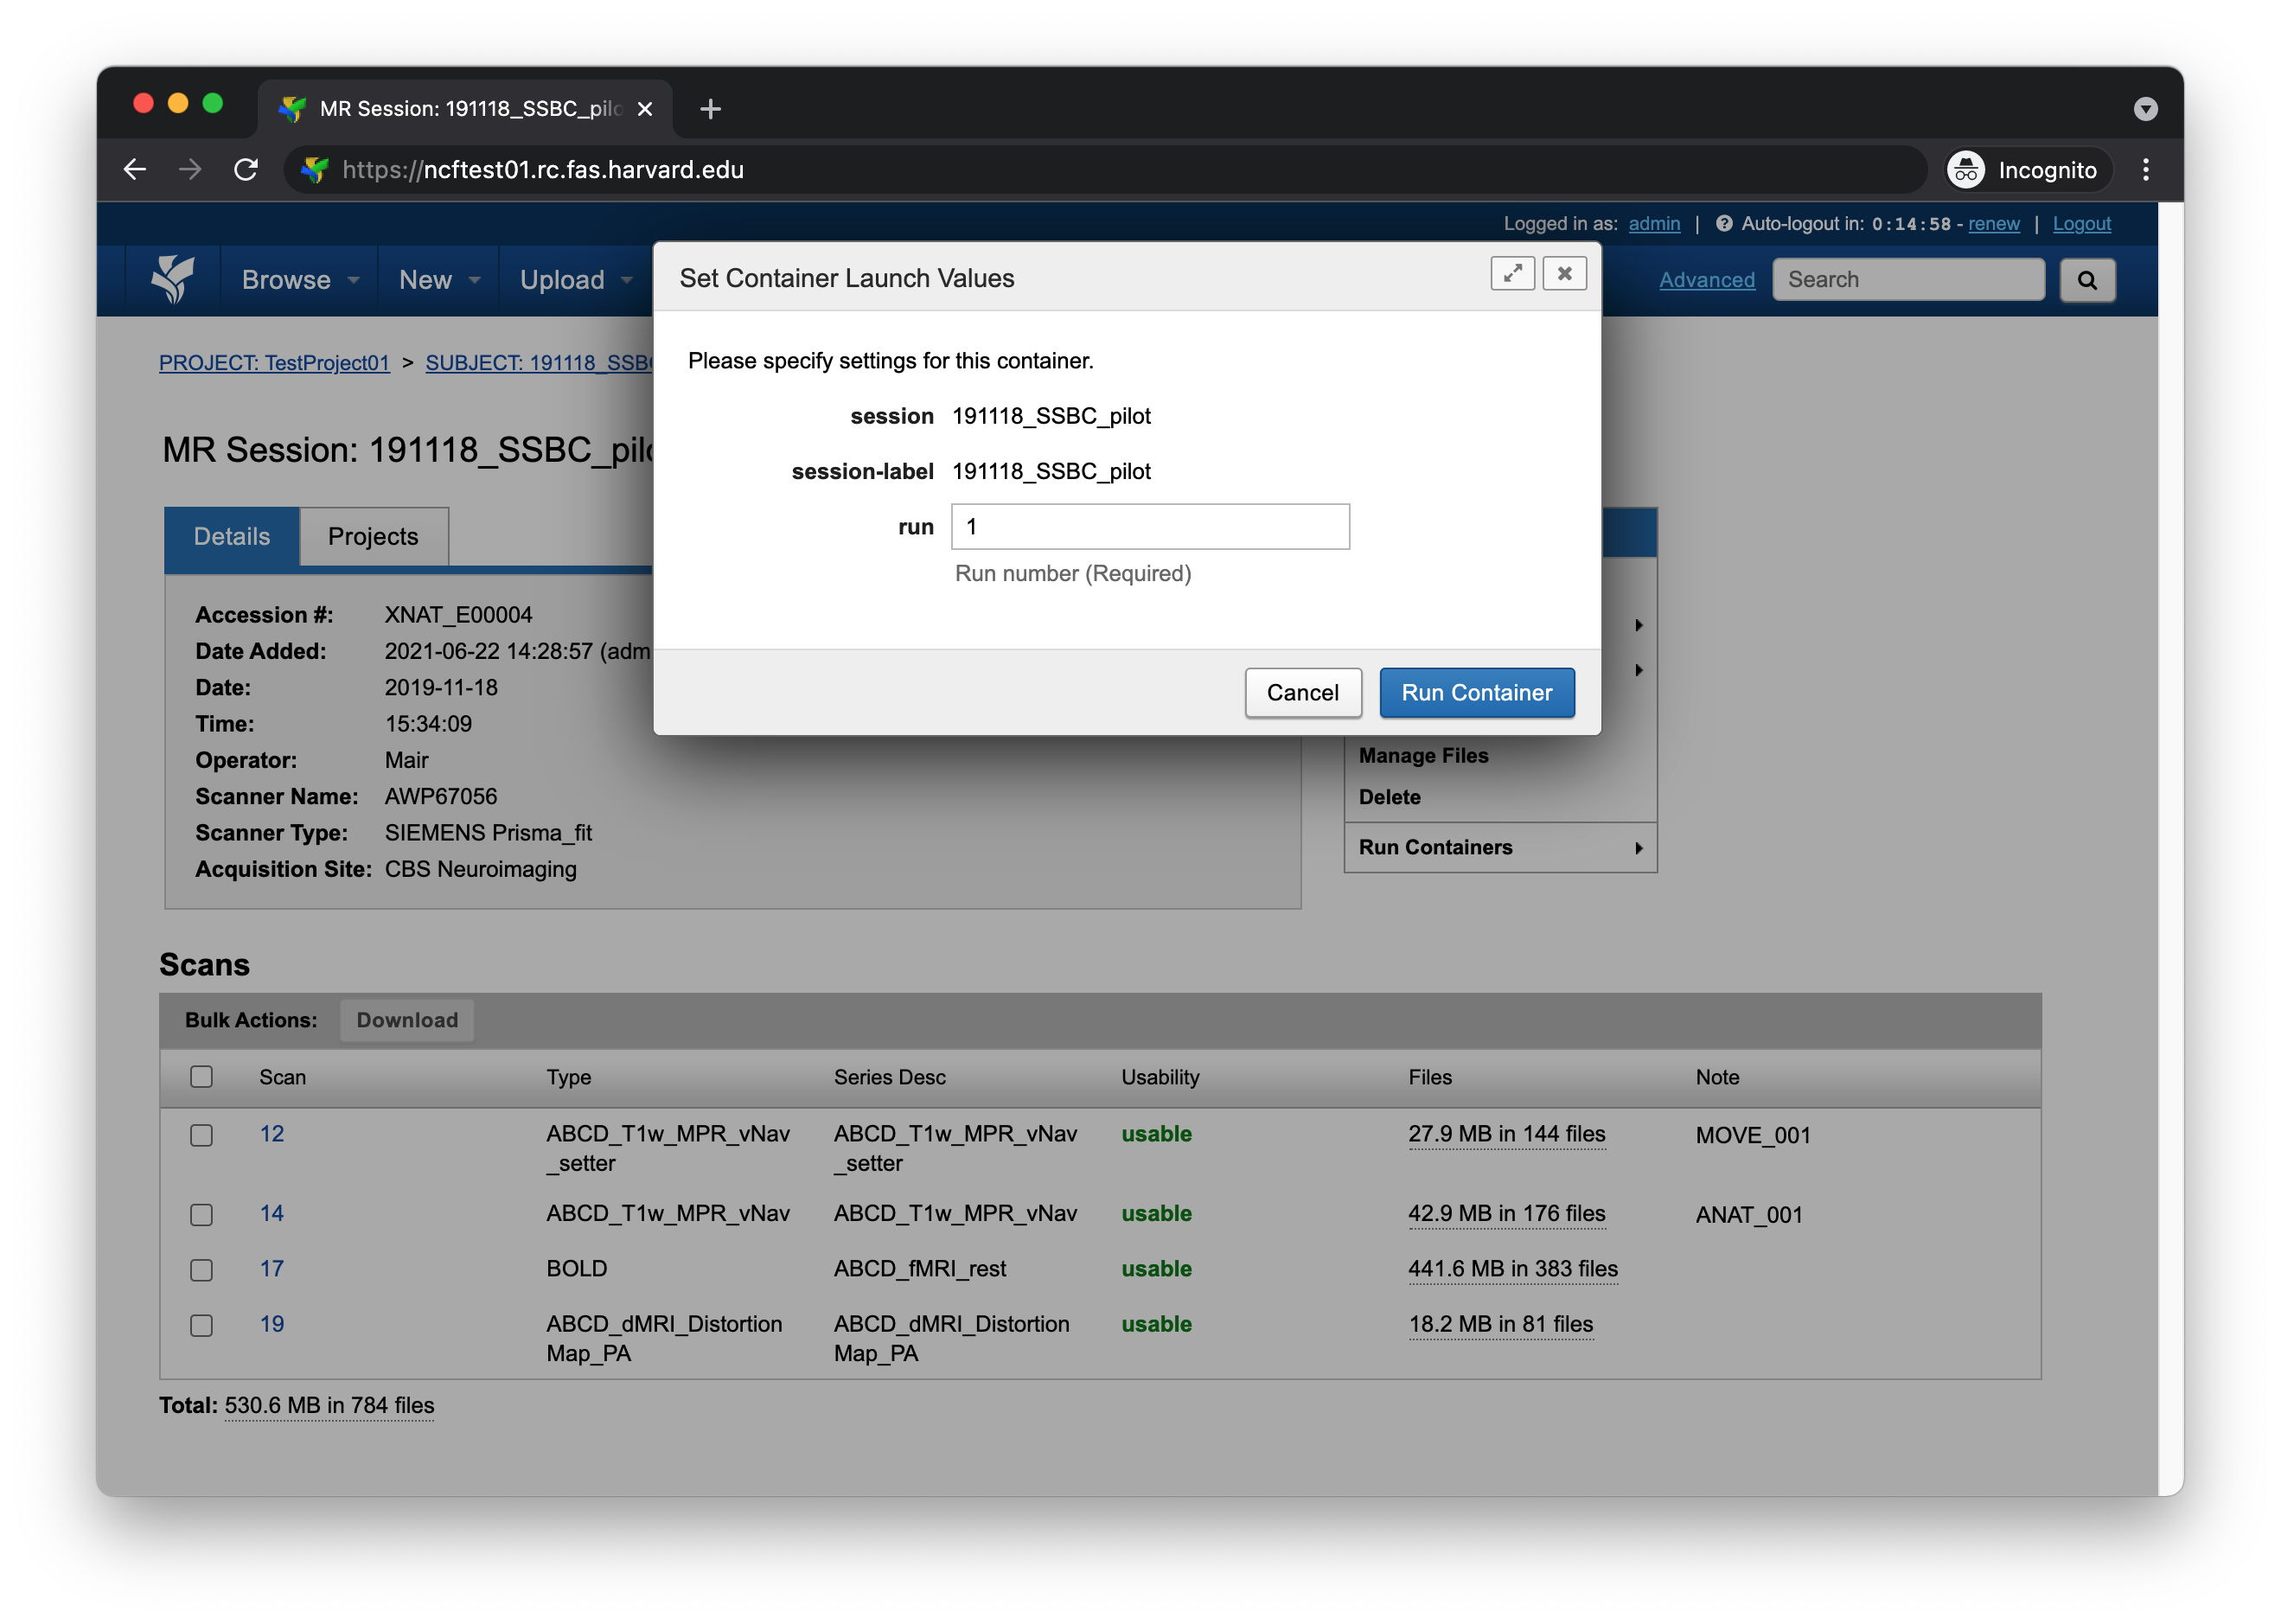 MR Session: 191118_SSBC_pilo
https://ncftest01.rc.fas.harvard.edu
Incognito
Logged in as: admin | Auto-logout in: 0:14:58 - renew | Logout
Browse New Upload
Advanced Search
Set Container Launch Values
Please specify settings for this container.
session 191118_SSBC_pilot
session-label 191118_SSBC_pilot
run 1
Run number (Required)
Cancel Run Container
PROJECT: TestProject01 > SUBJECT: 191118_SSBC
MR Session: 191118_SSBC_pilo
Details Projects
Accession #: XNAT_E00004
Date Added: 2021-06-22 14:28:57 (adm
Date: 2019-11-18
Time: 15:34:09
Operator: Mair
Scanner Name: AWP67056
Scanner Type: SIEMENS Prisma_fit
Acquisition Site: CBS Neuroimaging
Manage Files
Delete
Run Containers
Scans
Bulk Actions: Download
Scan Type Series Desc Usability Files Note
12 ABCD_T1w_MPR_vNav ABCD_T1w_MPR_vNav usable 27.9 MB in 144 files MOVE_001
_setter _setter
14 ABCD_T1w_MPR_vNav ABCD_T1w_MPR_vNav usable 42.9 MB in 176 files ANAT_001
17 BOLD ABCD_fMRI_rest usable 441.6 MB in 383 files
19 ABCD_dMRI_Distortion ABCD_dMRI_Distortion usable 18.2 MB in 81 files
Map_PA Map_PA
Total: 530.6 MB in 784 files